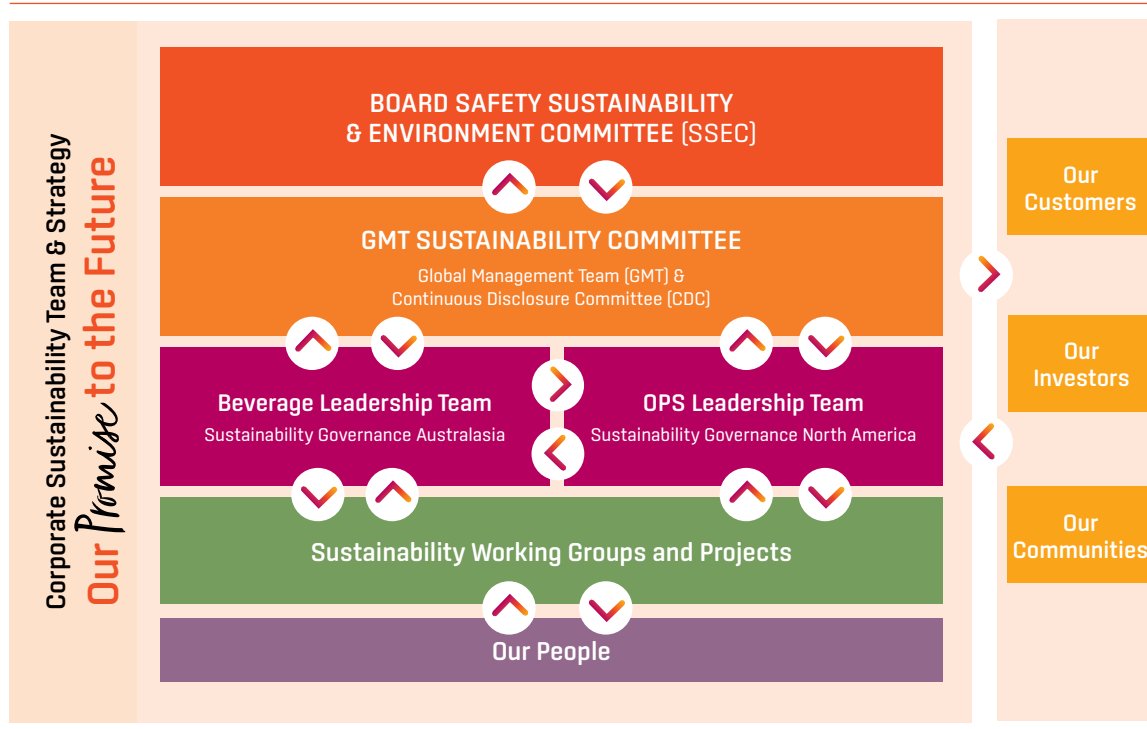 Corporate Sustainability Team & Strategy
Our Promise to the Future
BOARD SAFETY SUSTAINABILITY
& ENVIRONMENT COMMITTEE (SSEC)
GMT SUSTAINABILITY COMMITTEE
Global Management Team (GMT) &
Continuous Disclosure Committee (CDC)
Beverage Leadership Team
Sustainability Governance Australasia
OPS Leadership Team
Sustainability Governance North America
Sustainability Working Groups and Projects
Our People
Our
Customers
Our
Investors
Our
Communities